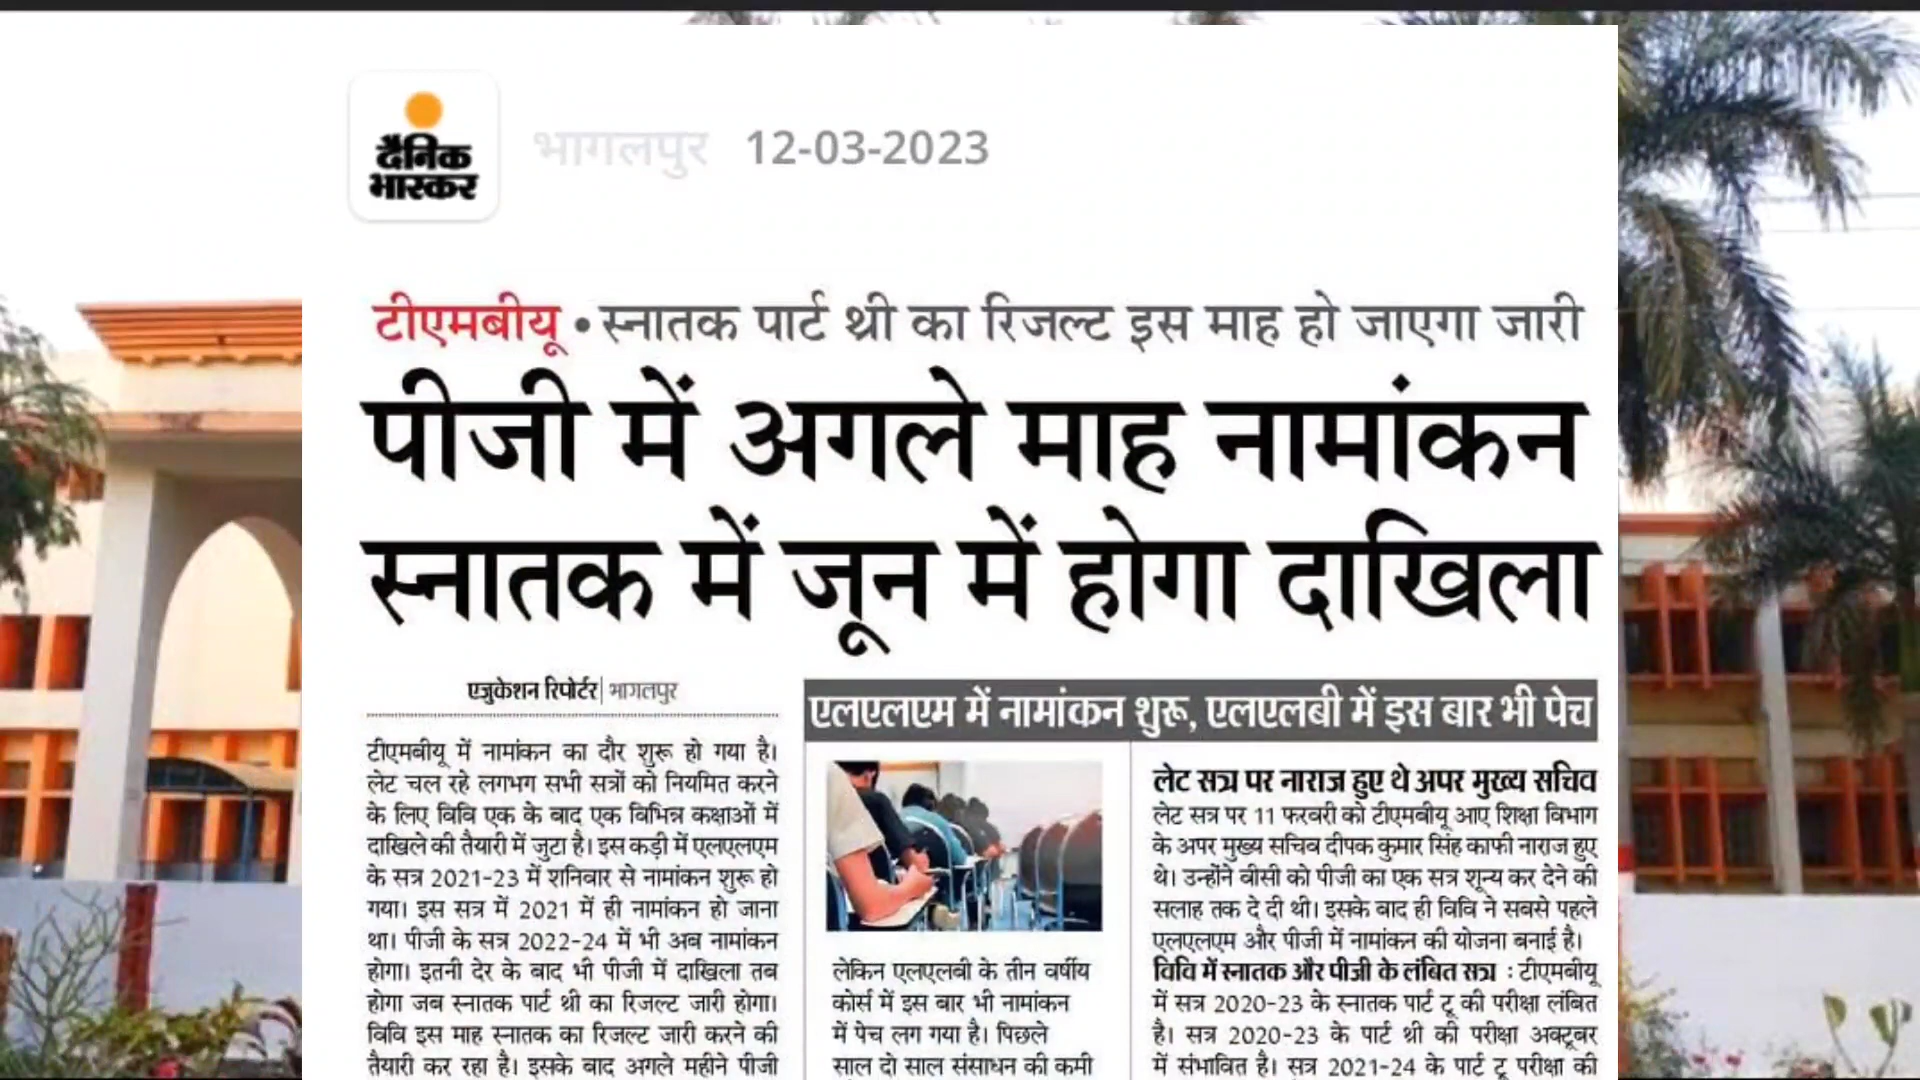 दैनिक
भास्कर
भागलपुर 12-03-2023
टीएमबीयू • स्नातक पार्ट थ्री का रिजल्ट इस माह हो जाएगा जारी
पीजी में अगले माह नामांकन
स्नातक में जून में होगा दाखिला
एजुकेशन रिपोर्टर| भागलपुर
टीएमबीयू में नामांकन का दौर शुरू हो गया है।
लेट चल रहे लगभग सभी सत्रों को नियमित करने
के लिए विवि एक के बाद एक विभिन्न कक्षाओं में
दाखिले की तैयारी में जुटा है। इस कड़ी में एलएलएम
के सत्र 2021-23 में शनिवार से नामांकन शुरू हो
गया। इस सत्र में 2021 में ही नामांकन हो जाना
था। पीजी के सत्र 2022-24 में भी अब नामांकन
होगा। इतनी देर के बाद भी पीजी में दाखिला तब
होगा जब स्नातक पार्ट थ्री का रिजल्ट जारी होगा।
विवि इस माह स्नातक का रिजल्ट जारी करने की
तैयारी कर रहा है। इसके बाद अगले महीने पीजी
एलएलएम में नामांकन शुरू, एलएलबी में इस बार भी पेच
लेकिन एलएलबी के तीन वर्षीय
कोर्स में इस बार भी नामांकन
में पेच लग गया है। पिछले
साल दो साल संसाधन की कमी
लेट सत्र पर नाराज हुए थे अपर मुख्य सचिव
लेट सत्र पर 11 फरवरी को टीएमबीयू आए शिक्षा विभाग
के अपर मुख्य सचिव दीपक कुमार सिंह काफी नाराज हुए
थे। उन्होंने वीसी को पीजी का एक सत्र शून्य कर देने की
सलाह तक दे दी थी। इसके बाद ही विवि ने सबसे पहले
एलएलएम और पीजी में नामांकन की योजना बनाई है।
विवि में स्नातक और पीजी के लंबित सत्र : टीएमबीयू
में सत्र 2020-23 के स्नातक पार्ट टू की परीक्षा लंबित
है। सत्र 2020-23 के पार्ट थ्री की परीक्षा अक्टूबर
में संभावित है। सत्र 2021-24 के पार्ट टू परीक्षा की